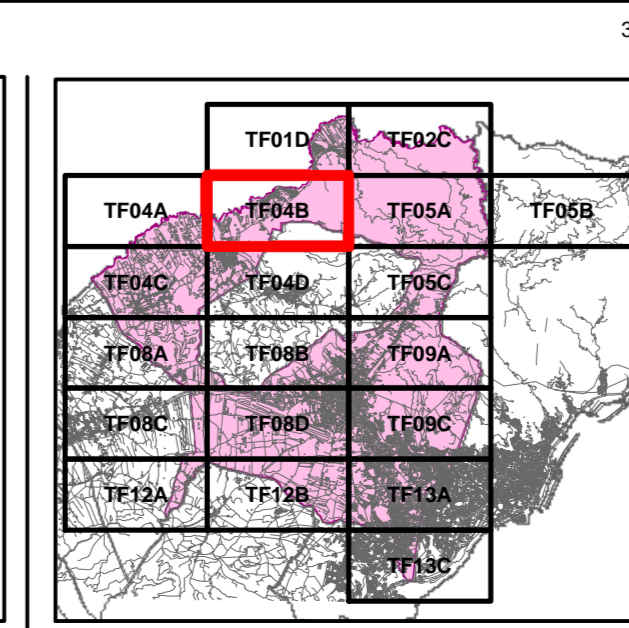 3
TF01D TF02C
TF04A TF04B TF05A TF05B
TF04C TF04D TF05C
TF08A TF08B TF09A
TF08C TF08D TF09C
TF12A TF12B TF13A
TF13C